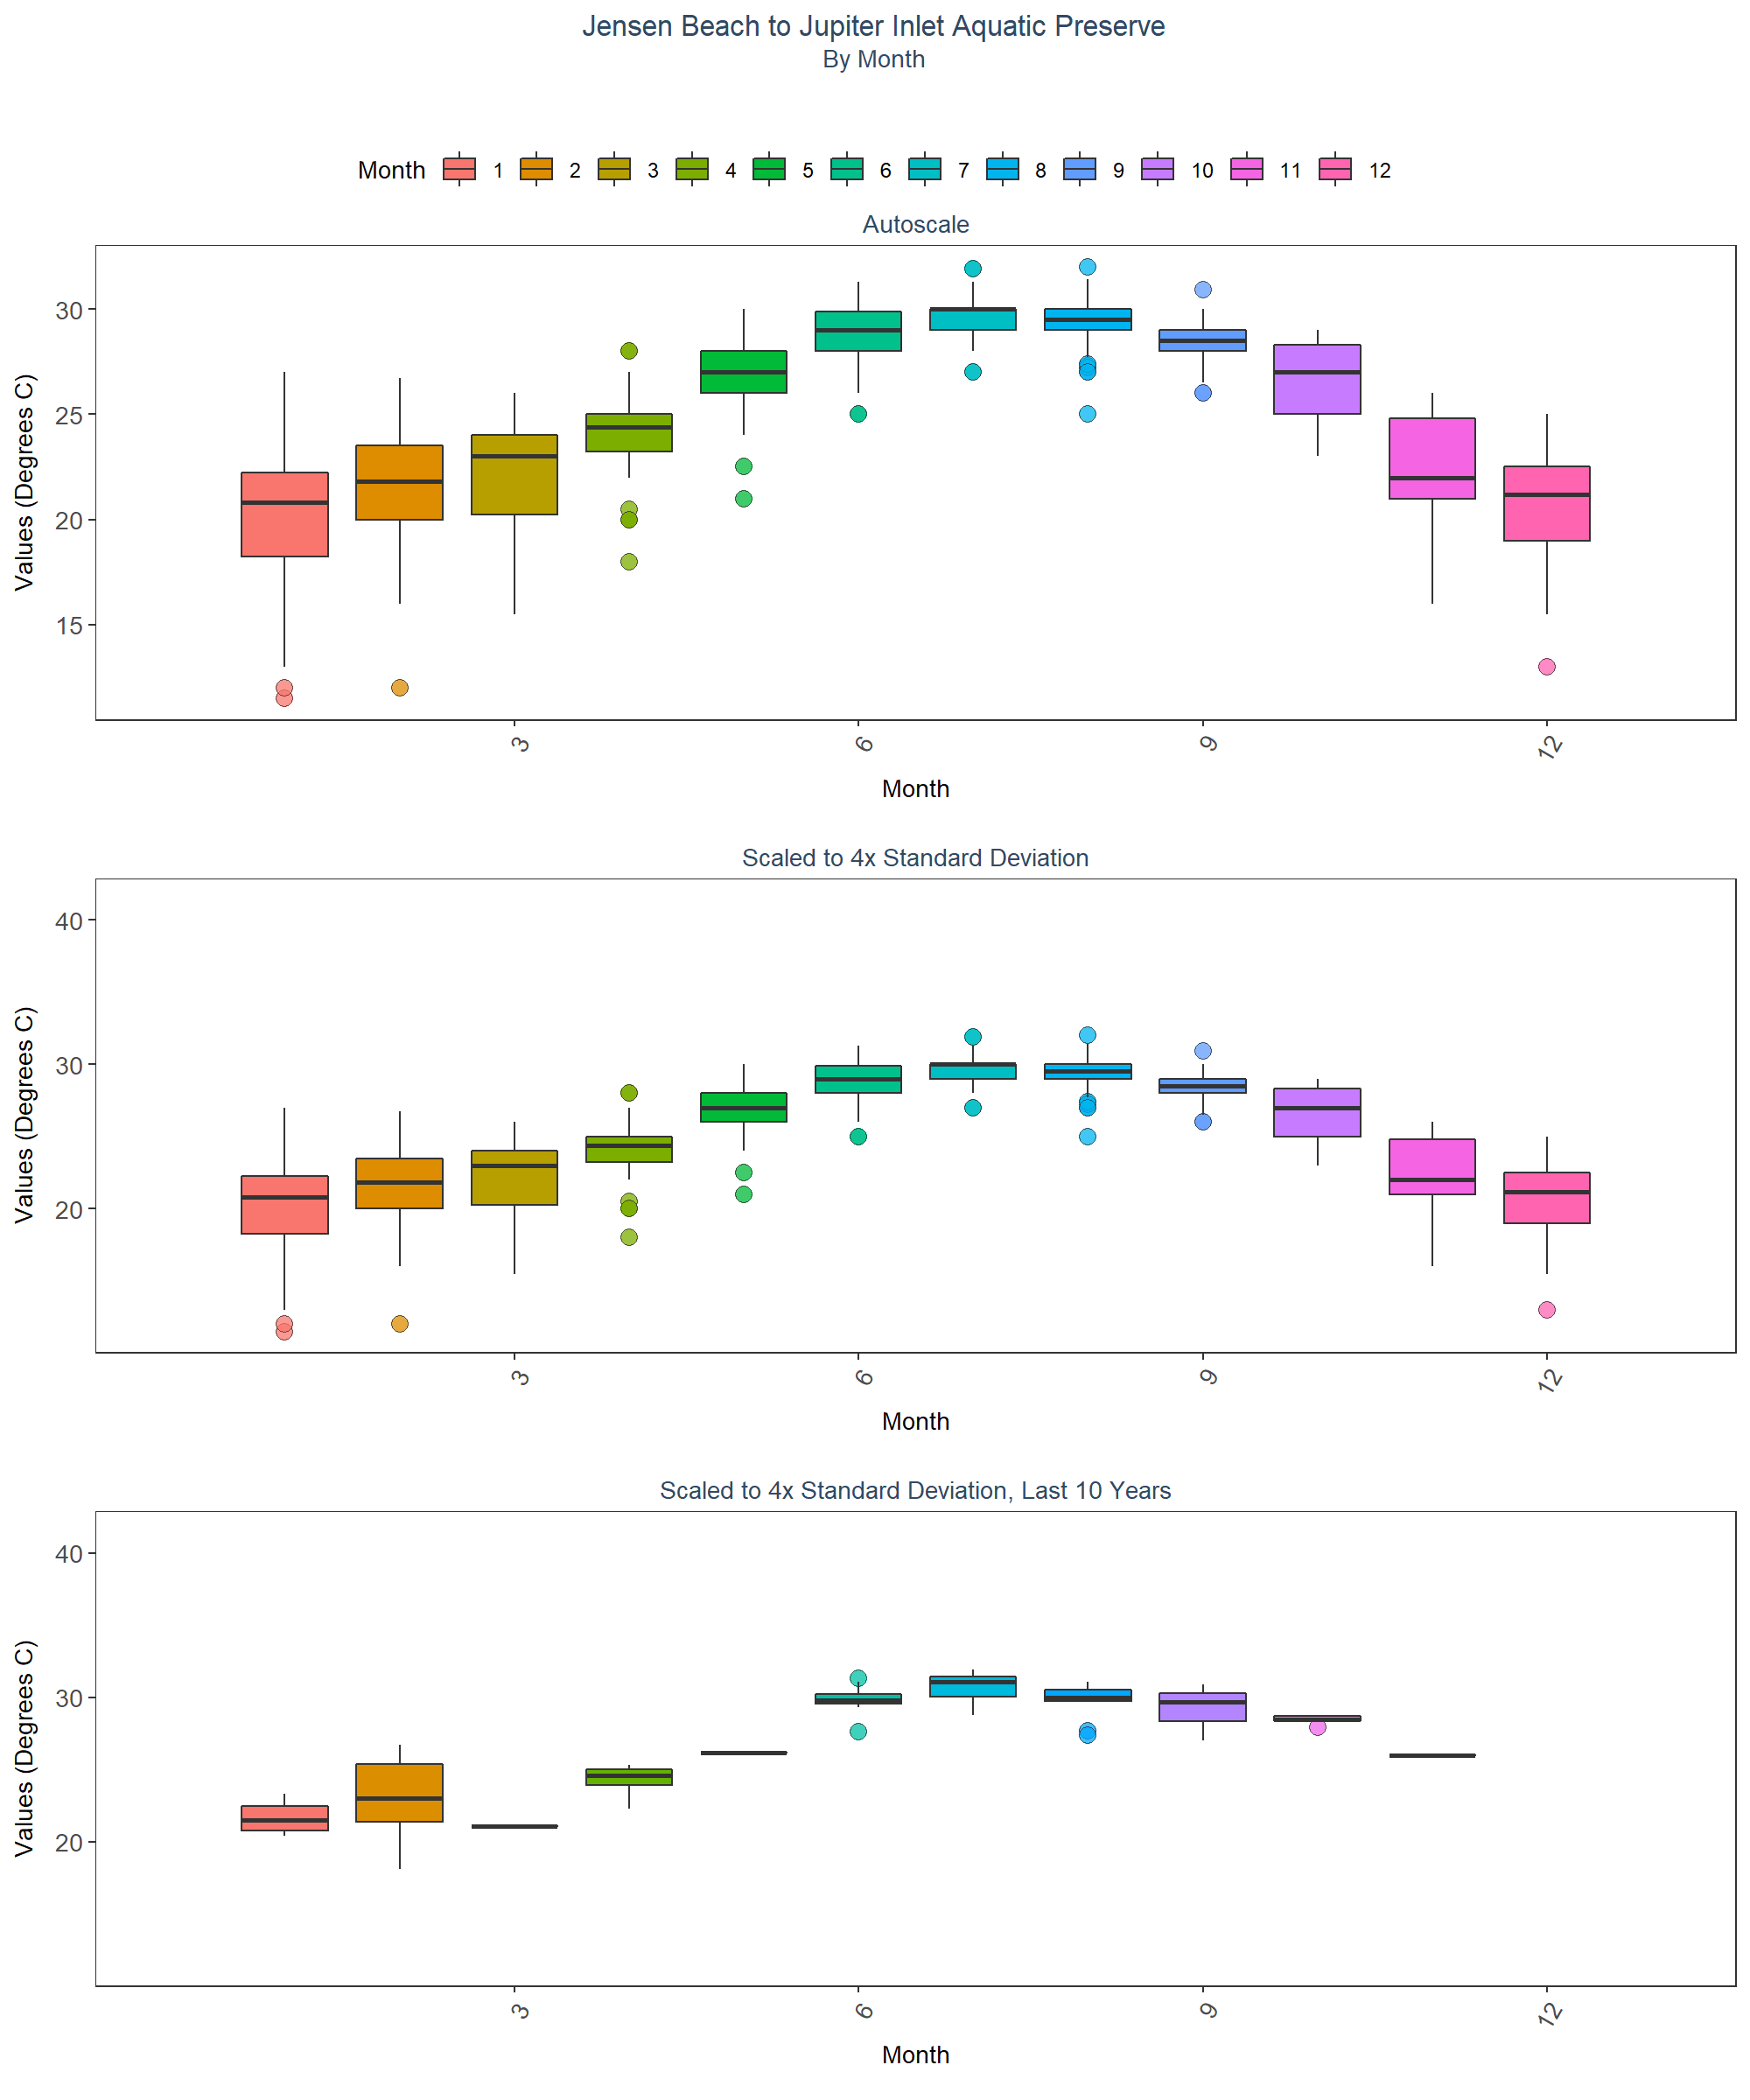 Jensen Beach to Jupiter Inlet Aquatic Preserve
By Month
Month 1 2 3 4 5 6 7 8 9 10 11 12
Autoscale
Values (Degrees C)
30
25
20
15
3 6 9 12
Month
Scaled to 4x Standard Deviation
Values (Degrees C)
40
30
20
3 6 9 12
Month
Scaled to 4x Standard Deviation, Last 10 Years
Values (Degrees C)
40
30
20
3 6 9 12
Month